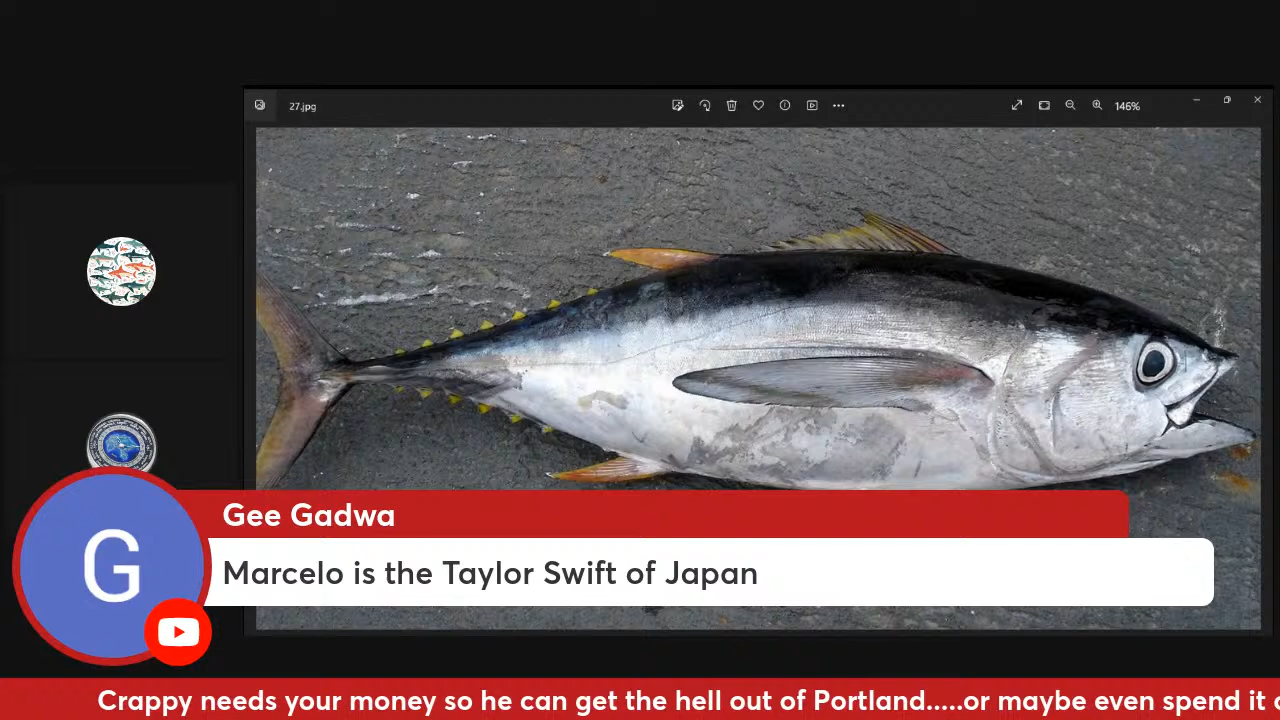 27.jpg
146%
G
Gee Gadwa
Marcelo is the Taylor Swift of Japan
Crappy needs your money so he can get the hell out of Portland.....or maybe even spend it